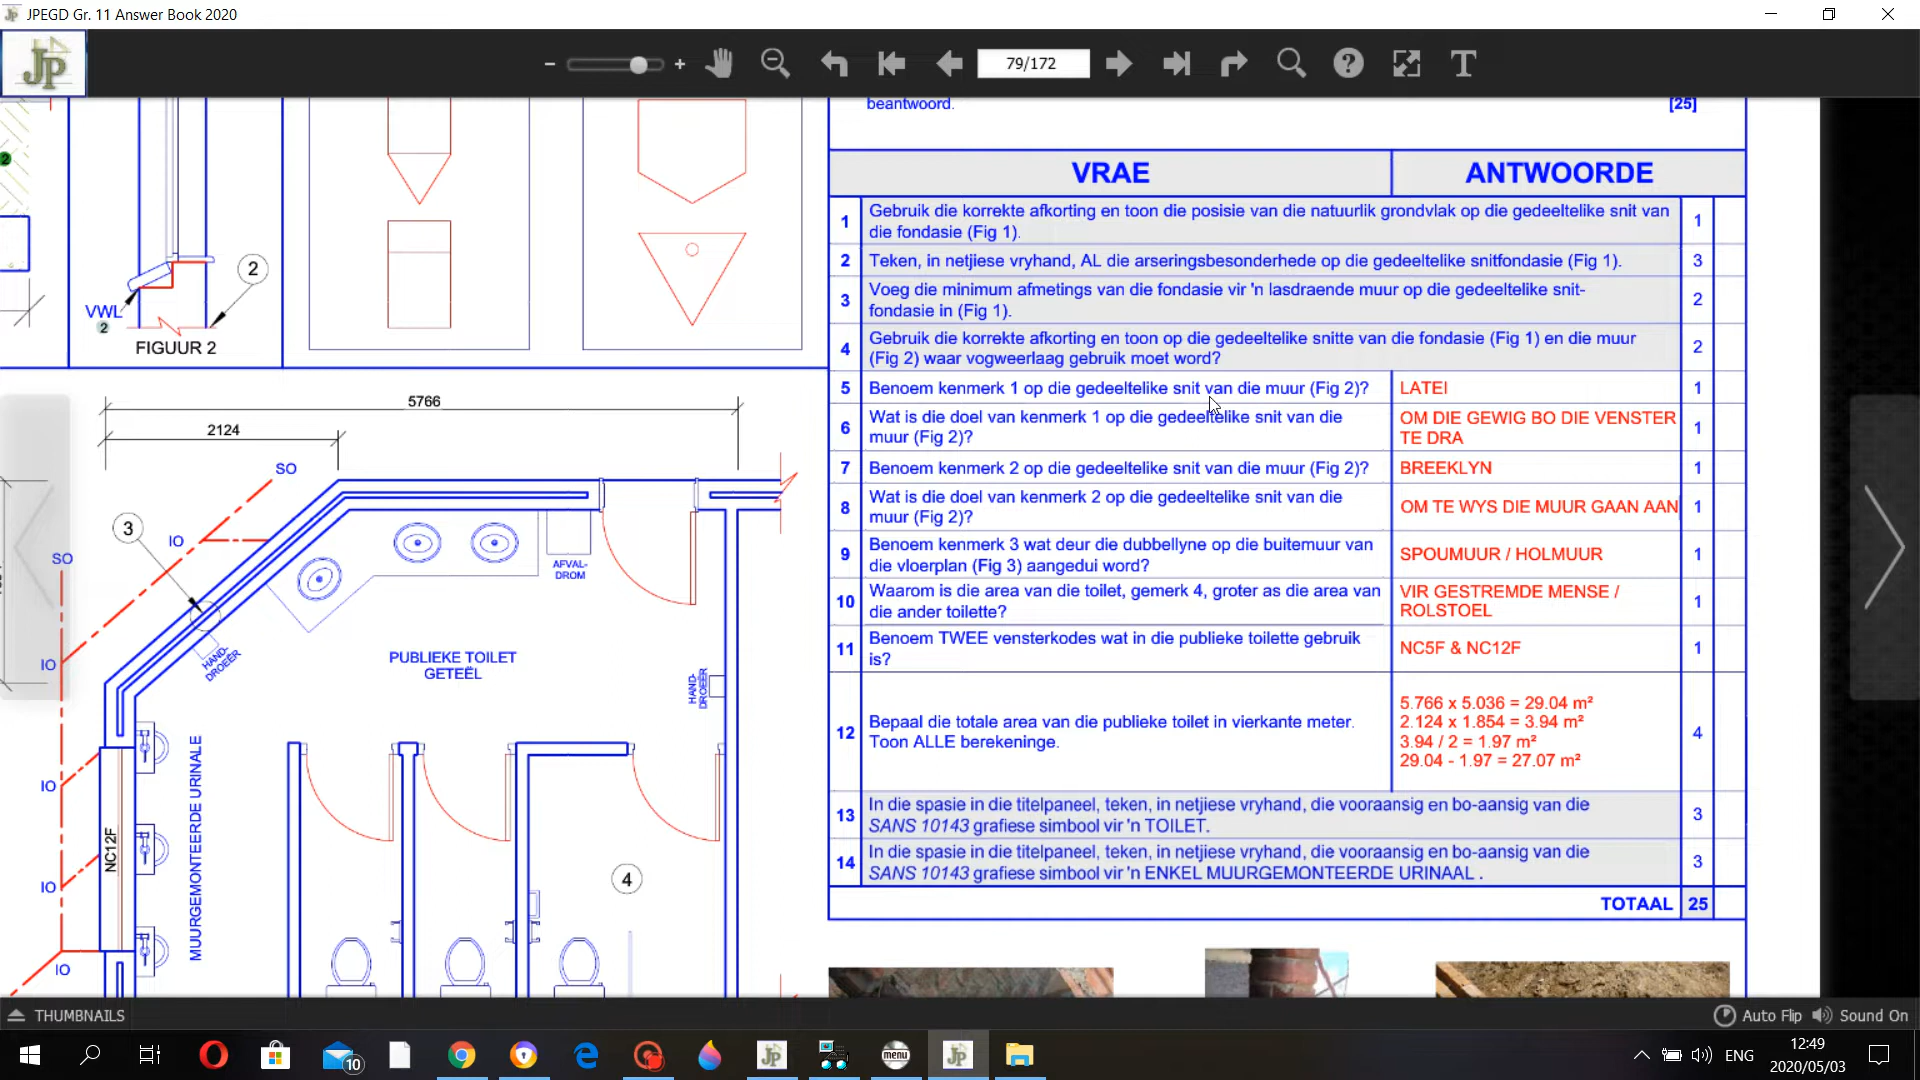 JPEGD Gr. 11 Answer Book 2020
Jp
79/172
T
beantwoord.
[25]
VRAE
ANTWOORDE
1
Gebruik die korrekte afkorting en toon die posisie van die natuurlik grondvlak op die gedeeltelike snit van
die fondasie (Fig 1).
1
2
Teken, in netjiese vryhand, AL die arseringsbesonderhede op die gedeeltelike snitfondasie (Fig 1).
3
3
Voeg die minimum afmetings van die fondasie vir 'n lasdraende muur op die gedeeltelike snit-
fondasie in (Fig 1).
2
4
Gebruik die korrekte afkorting en toon op die gedeeltelike snitte van die fondasie (Fig 1) en die muur
(Fig 2) waar vogweerlaag gebruik moet word?
2
5
Benoem kenmerk 1 op die gedeeltelike snit van die muur (Fig 2)?
LATEI
1
6
Wat is die doel van kenmerk 1 op die gedeeltelike snit van die
muur (Fig 2)?
OM DIE GEWIG BO DIE VENSTER
TE DRA
1
7
Benoem kenmerk 2 op die gedeeltelike snit van die muur (Fig 2)?
BREEKLYN
1
8
Wat is die doel van kenmerk 2 op die gedeeltelike snit van die
muur (Fig 2)?
OM TE WYS DIE MUUR GAAN AAN
1
9
Benoem kenmerk 3 wat deur die dubbellyne op die buitemuur van
die vloerplan (Fig 3) aangedui word?
SPOUMUUR / HOLMUUR
1
10
Waarom is die area van die toilet, gemerk 4, groter as die area van
die ander toilette?
VIR GESTREMDE MENSE /
ROLSTOEL
1
11
Benoem TWEE vensterkodes wat in die publieke toilette gebruik
is?
NC5F & NC12F
1
12
Bepaal die totale area van die publieke toilet in vierkante meter.
Toon ALLE berekeninge.
5.766 x 5.036 = 29.04 m²
2.124 x 1.854 = 3.94 m²
3.94 / 2 = 1.97 m²
29.04 - 1.97 = 27.07 m²
4
13
In die spasie in die titelpaneel, teken, in netjiese vryhand, die vooraansig en bo-aansig van die
SANS 10143 grafiese simbool vir 'n TOILET.
3
14
In die spasie in die titelpaneel, teken, in netjiese vryhand, die vooraansig en bo-aansig van die
SANS 10143 grafiese simbool vir 'n ENKEL MUURGEMONTEERDE URINAAL .
3
TOTAAL
25
2
2
VWL
2
FIGUUR 2
5766
2124
SO
3
IO
SO
AFVAL-
DROM
HAND-
DROEËR
IO
PUBLIEKE TOILET
GETEËL
HAND-
DROEËR
MUURGEMONTEERDE URINALE
IO
NC12F
IO
4
IO
THUMBNAILS
Auto Flip
Sound On
10
JP
menu
JP
ENG
12:49
2020/05/03